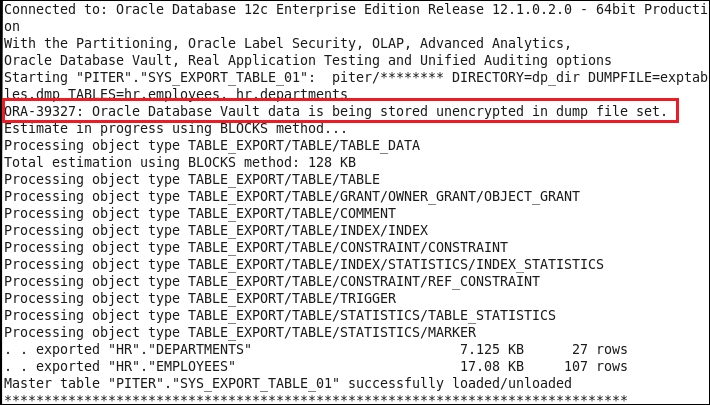 Connected to: Oracle Database 12c Enterprise Edition Release 12.1.0.2.0 - 64bit Producti
on
With the Partitioning, Oracle Label Security, OLAP, Advanced Analytics,
Oracle Database Vault, Real Application Testing and Unified Auditing options
Starting "PITER"."SYS_EXPORT_TABLE_01":  piter/******** DIRECTORY=dp_dir DUMPFILE=exptab
les.dmp TABLES=hr.employees, hr.departments
ORA-39327: Oracle Database Vault data is being stored unencrypted in dump file set.
Estimate in progress using BLOCKS method...
Processing object type TABLE_EXPORT/TABLE/TABLE_DATA
Total estimation using BLOCKS method: 128 KB
Processing object type TABLE_EXPORT/TABLE/TABLE
Processing object type TABLE_EXPORT/TABLE/GRANT/OWNER_GRANT/OBJECT_GRANT
Processing object type TABLE_EXPORT/TABLE/COMMENT
Processing object type TABLE_EXPORT/TABLE/INDEX/INDEX
Processing object type TABLE_EXPORT/TABLE/CONSTRAINT/CONSTRAINT
Processing object type TABLE_EXPORT/TABLE/INDEX/STATISTICS/INDEX_STATISTICS
Processing object type TABLE_EXPORT/TABLE/CONSTRAINT/REF_CONSTRAINT
Processing object type TABLE_EXPORT/TABLE/TRIGGER
Processing object type TABLE_EXPORT/TABLE/STATISTICS/TABLE_STATISTICS
Processing object type TABLE_EXPORT/TABLE/STATISTICS/MARKER
. . exported "HR"."DEPARTMENTS"                          7.125 KB      27 rows
. . exported "HR"."EMPLOYEES"                            17.08 KB     107 rows
Master table "PITER"."SYS_EXPORT_TABLE_01" successfully loaded/unloaded
******************************************************************************